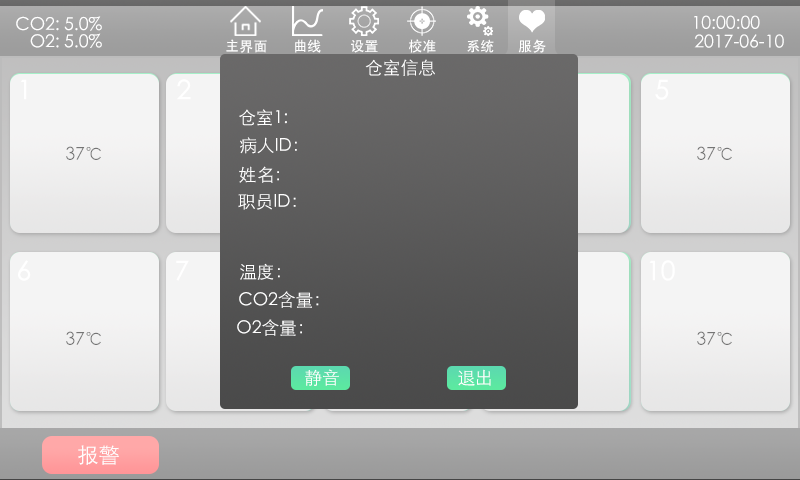 CO2: 5.0%
O2: 5.0%
主界面 曲线 设置 校准 系统 服务
10:00:00
2017-06-10
仓室信息
1
2
5
仓室1:
病人ID:
姓名:
职员ID:
37℃
37℃
6
7
10
温度:
CO2含量:
O2含量:
37℃
37℃
静音 退出
报警